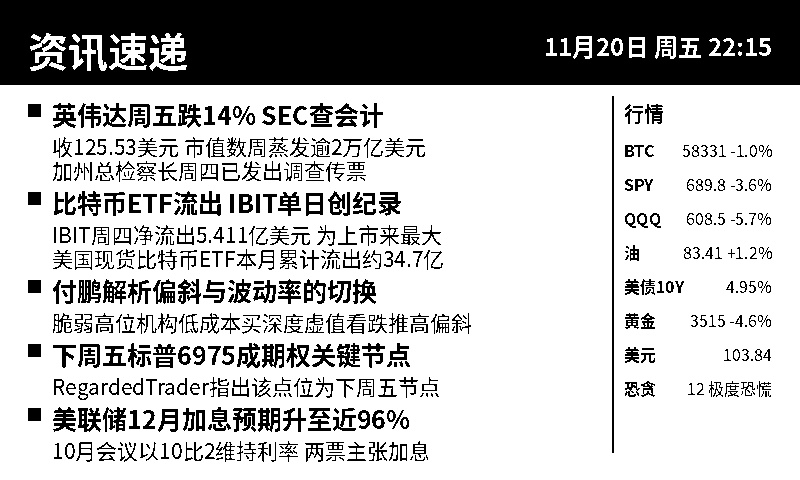 资讯速递
11月20日 周五 22:15
■ 英伟达周五跌14% SEC查会计
收125.53美元 市值数周蒸发逾2万亿美元
加州总检察长周四已发出调查传票
■ 比特币ETF流出 IBIT单日创纪录
IBIT周四净流出5.411亿美元 为上市来最大
美国现货比特币ETF本月累计流出约34.7亿
■ 付鹏解析偏斜与波动率的切换
脆弱高位机构低成本买深度虚值看跌推高偏斜
■ 下周五标普6975成期权关键节点
RegardedTrader指出该点位为下周五节点
■ 美联储12月加息预期升至近96%
10月会议以10比2维持利率 两票主张加息
行情
BTC 58331 -1.0%
SPY 689.8 -3.6%
QQQ 608.5 -5.7%
油 83.41 +1.2%
美债10Y 4.95%
黄金 3515 -4.6%
美元 103.84
恐贪 12 极度恐慌